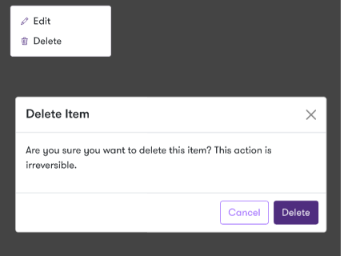 Edit
Delete
Delete Item
Are you sure you want to delete this item? This action is
irreversible.
Cancel
Delete